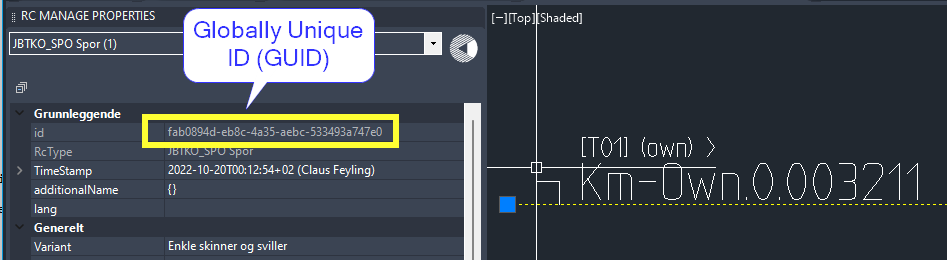 RC MANAGE PROPERTIES
JBTKO_SPO Spor (1)
Globally Unique
ID (GUID)
Grunnleggende
id fab0894d-eb8c-4a35-aebc-533493a747e0
RcType JBTKO_SPO Spor
TimeStamp 2022-10-20T00:12:54+02 (Claus Feyling)
additionalName {}
lang
Generelt
Variant Enkle skinner og sviller
[−][Top][Shaded]
[T01] (own) >
Km-Own.0.003211